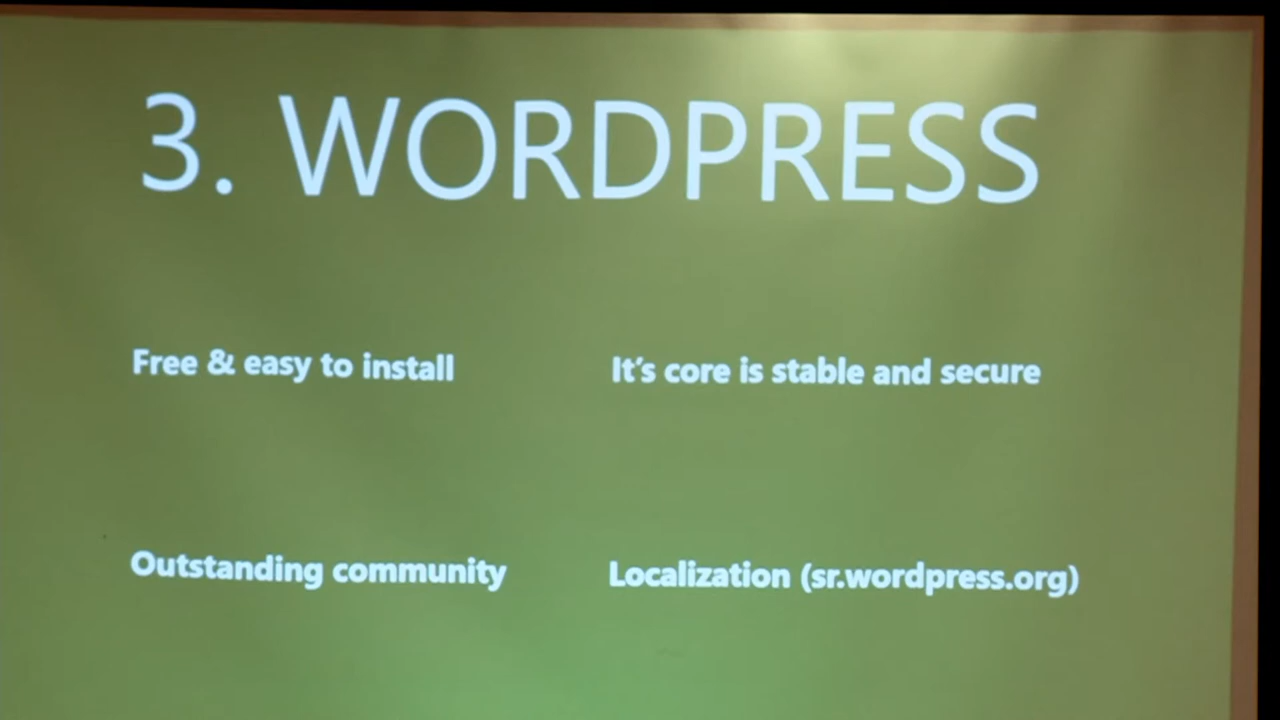 3. WORDPRESS
Free & easy to install
It's core is stable and secure
Outstanding community
Localization (sr.wordpress.org)